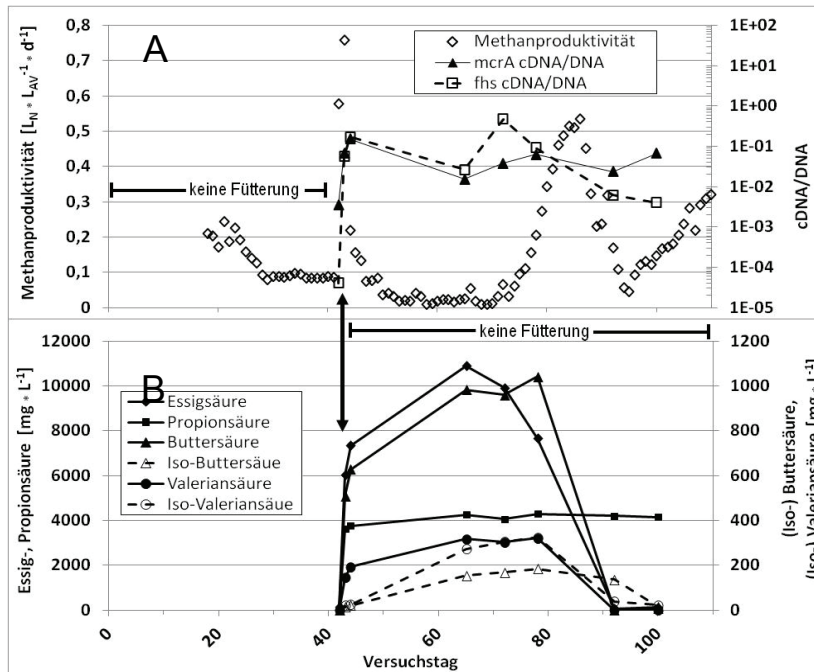 A
Methanproduktivität [L_N * L_AV^-1 * d^-1]
0,8
0,7
0,6
0,5
0,4
0,3
0,2
0,1
0
Methanproduktivität
mcrA cDNA/DNA
fhs cDNA/DNA
keine Fütterung
1E+02
1E+01
1E+00
1E-01
1E-02
1E-03
1E-04
1E-05
cDNA/DNA
B
Essig-, Propionsäure [mg * L^-1]
12000
10000
8000
6000
4000
2000
0
keine Fütterung
Essigsäure
Propionsäure
Buttersäure
Iso-Buttersäue
Valeriansäure
Iso-Valeriansäue
1200
1000
800
600
400
200
0
(Iso-) Buttersäure,
(Iso-) Valeriansäure [mg * L^-1]
0
20
40
60
80
100
Versuchstag